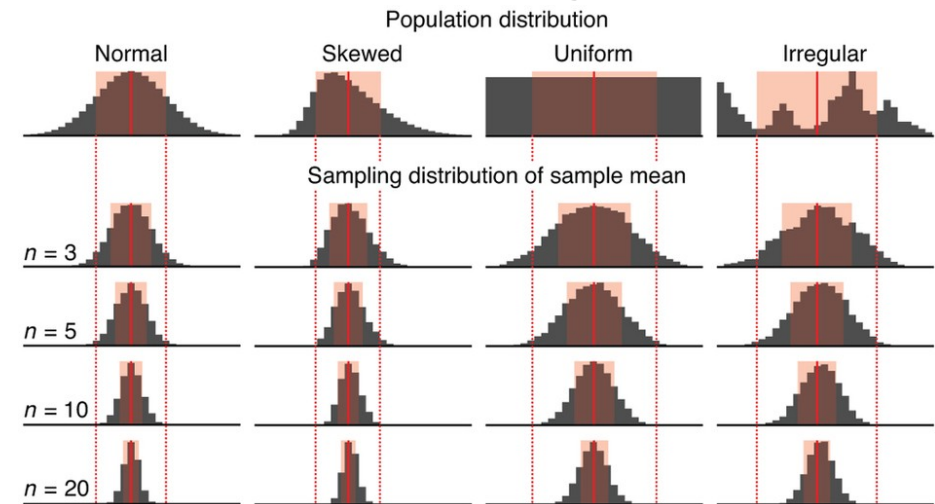 Population distribution
Normal Skewed Uniform Irregular
Sampling distribution of sample mean
n = 3
n = 5
n = 10
n = 20